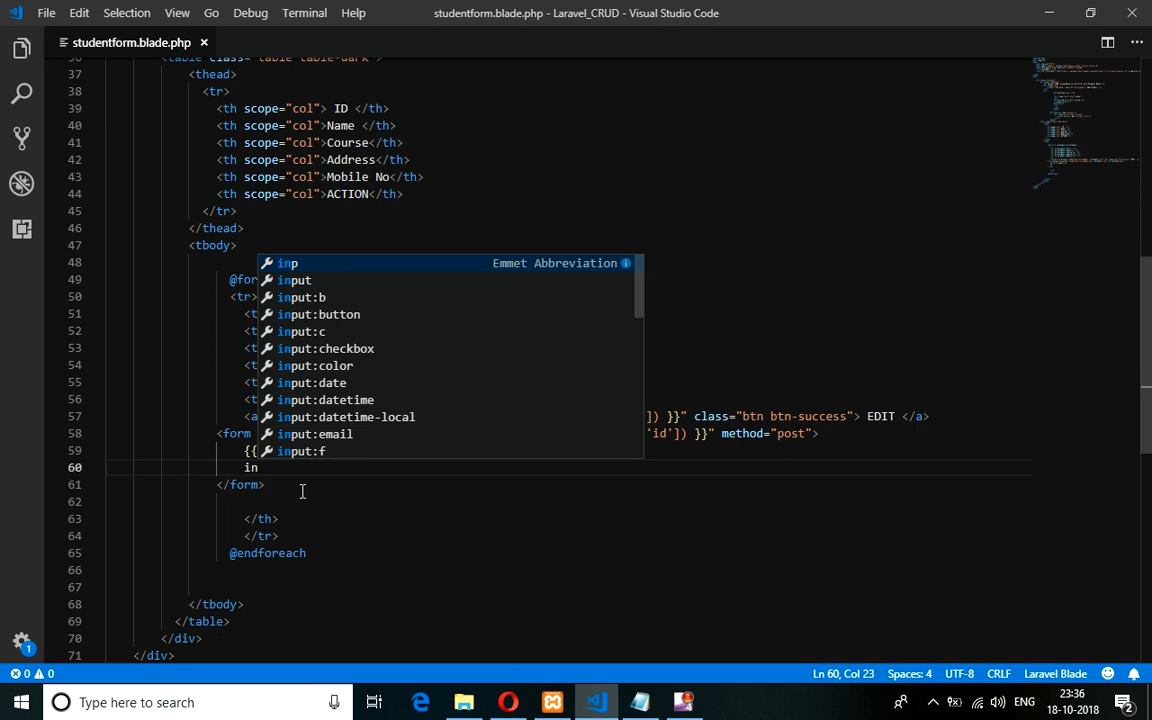 File Edit Selection View Go Debug Terminal Help studentform.blade.php - Laravel_CRUD - Visual Studio Code
studentform.blade.php ×
37 <thead>
38 <tr>
39 <th scope="col"> ID </th>
40 <th scope="col">Name </th>
41 <th scope="col">Course</th>
42 <th scope="col">Address</th>
43 <th scope="col">Mobile No</th>
44 <th scope="col">ACTION</th>
45 </tr>
46 </thead>
47 <tbody>
48 inp Emmet Abbreviation
49 @for input
50 <tr> input:b
51 <t input:button
52 <t input:c
53 <t input:checkbox
54 <t input:color
55 <t input:date
56 <t input:datetime
57 <a input:datetime-local ]) }}" class="btn btn-success"> EDIT </a>
58 <form input:email 'id']) }}" method="post">
59 {{ input:f
60 in
61 </form>
62
63 </th>
64 </tr>
65 @endforeach
66
67
68 </tbody>
69 </table>
70 </div>
71 </div>
1
0 0 Ln 60, Col 23 Spaces: 4 UTF-8 CRLF Laravel Blade
Type here to search ENG 23:36
18-10-2018 2